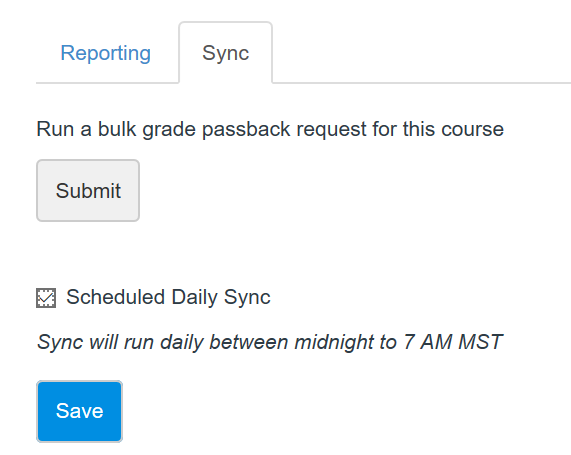 Reporting Sync
Run a bulk grade passback request for this course
Submit
Scheduled Daily Sync
Sync will run daily between midnight to 7 AM MST
Save